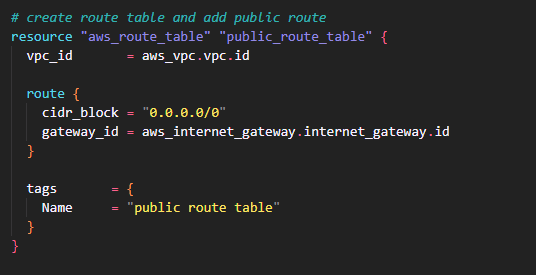 # create route table and add public route
resource "aws_route_table" "public_route_table" {
  vpc_id       = aws_vpc.vpc.id

  route {
    cidr_block = "0.0.0.0/0"
    gateway_id = aws_internet_gateway.internet_gateway.id
  }

  tags       = {
    Name     = "public route table"
  }
}